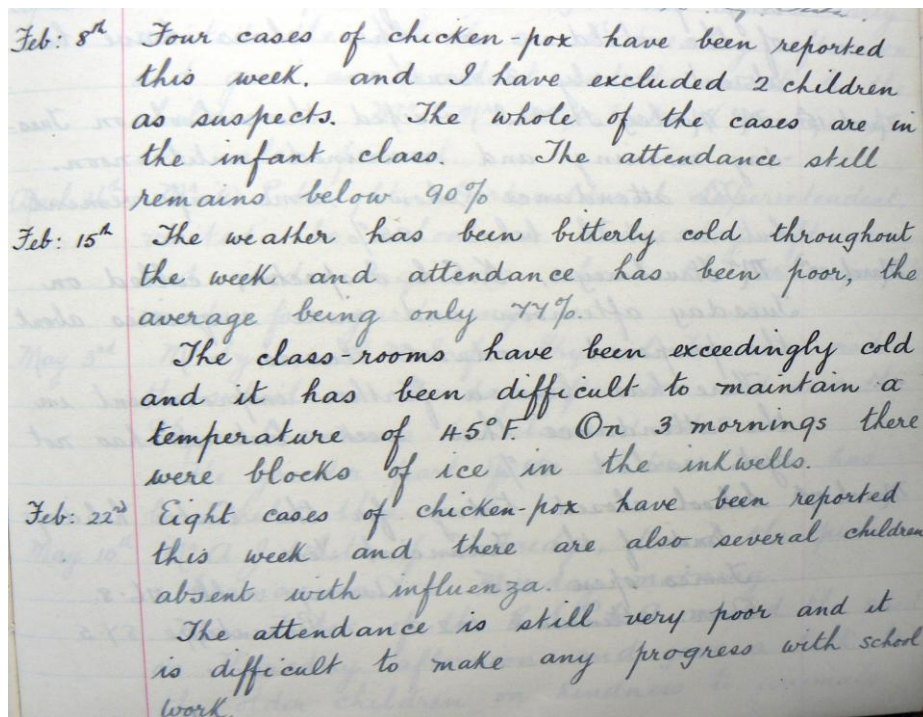 Feb: 8th Four cases of chicken-pox have been reported
this week. and I have excluded 2 children
as suspects. The whole of the cases are in
the infant class. The attendance still
remains below 90%
Feb: 15th The weather has been bitterly cold throughout
the week and attendance has been poor, the
average being only 77%.
The class-rooms have been exceedingly cold
and it has been difficult to maintain a
temperature of 45°F. On 3 mornings there
were blocks of ice in the inkwells.
Feb: 22nd Eight cases of chicken-pox have been reported
this week and there are also several children
absent with influenza.
The attendance is still very poor and it
is difficult to make any progress with school
work.